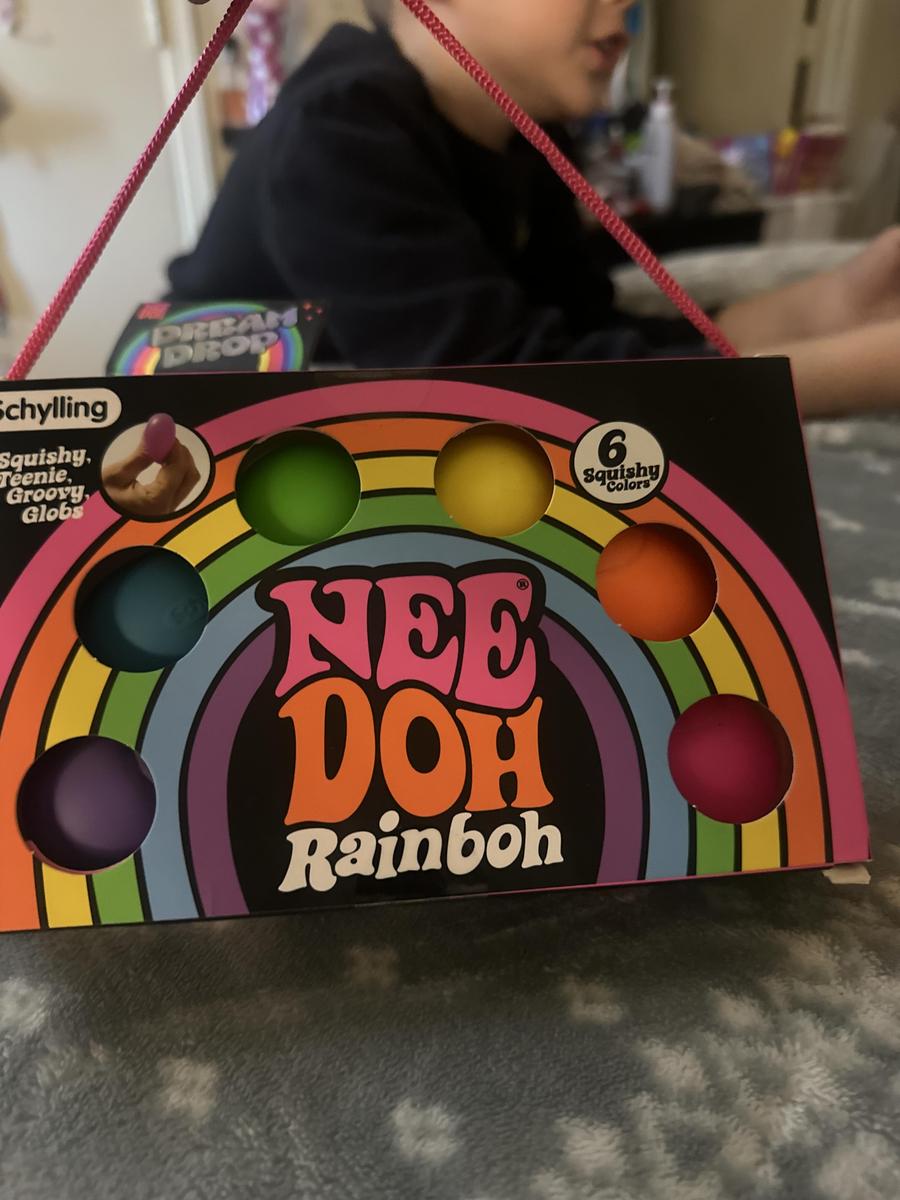 DREAM
DROP
Schylling
Squishy,
Teenie,
Groovy,
Globs
6
Squishy
Colors
NEE®
DOH
Rainboh